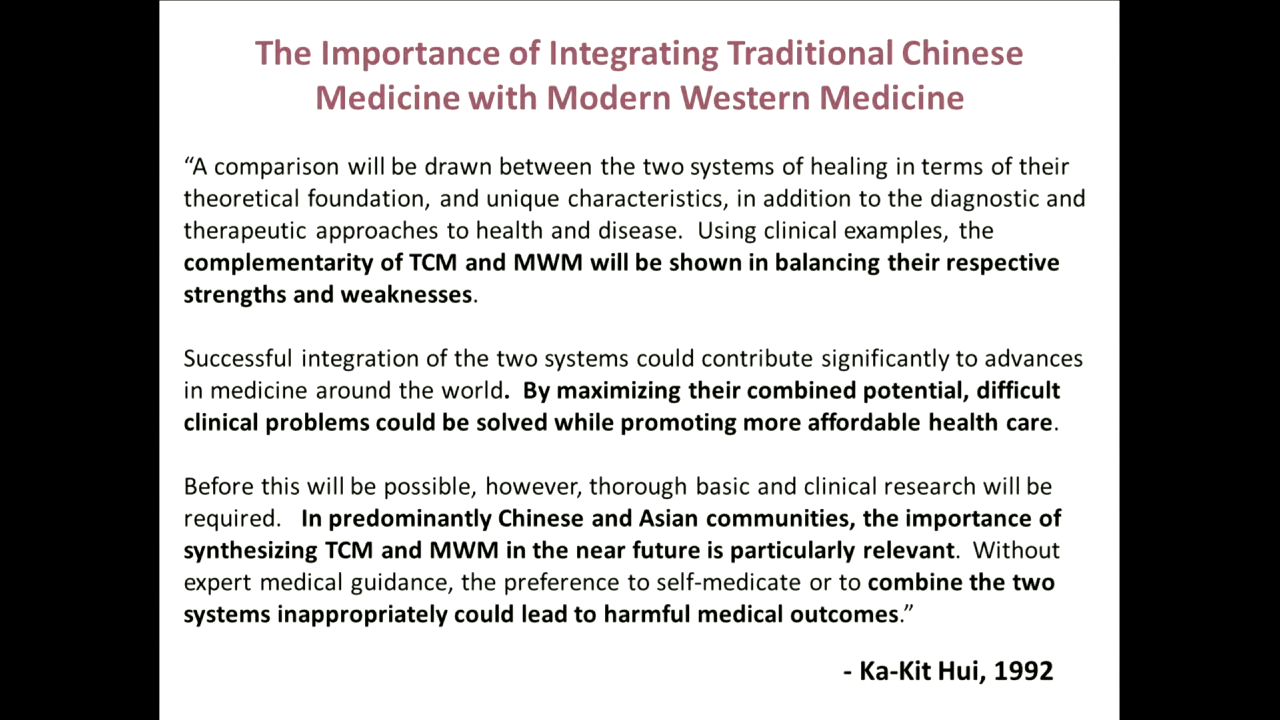 The Importance of Integrating Traditional Chinese
Medicine with Modern Western Medicine
“A comparison will be drawn between the two systems of healing in terms of their
theoretical foundation, and unique characteristics, in addition to the diagnostic and
therapeutic approaches to health and disease.  Using clinical examples, the
complementarity of TCM and MWM will be shown in balancing their respective
strengths and weaknesses.
Successful integration of the two systems could contribute significantly to advances
in medicine around the world.  By maximizing their combined potential, difficult
clinical problems could be solved while promoting more affordable health care.
Before this will be possible, however, thorough basic and clinical research will be
required.   In predominantly Chinese and Asian communities, the importance of
synthesizing TCM and MWM in the near future is particularly relevant.  Without
expert medical guidance, the preference to self-medicate or to combine the two
systems inappropriately could lead to harmful medical outcomes.”
- Ka-Kit Hui, 1992